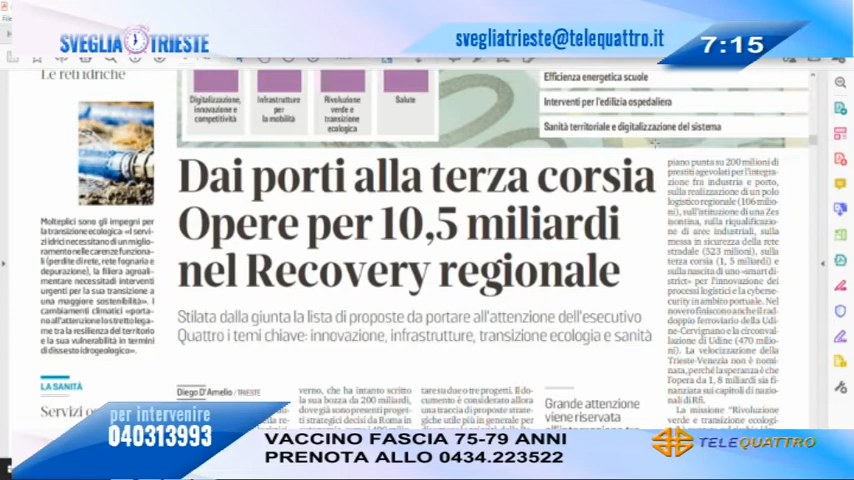 SVEGLIA TRIESTE
svegliatrieste@telequattro.it
7:15
Le reti idriche
Digitalizzazione,
innovazione e
competitività
Infrastrutture
per
la mobilità
Rivoluzione
verde e
transizione
ecologica
Salute
Efficienza energetica scuole
Interventi per l'edilizia ospedaliera
Sanità territoriale e digitalizzazione del sistema
Dai porti alla terza corsia
Opere per 10,5 miliardi
nel Recovery regionale
Stilata dalla giunta la lista di proposte da portare all'attenzione dell'esecutivo
Quattro i temi chiave: innovazione, infrastrutture, transizione ecologia e sanità
Molteplici sono gli impegni per
la transizione ecologica: «I servi-
zi idrici necessitano di un miglio-
ramento nelle carenze funziona-
li (perdite di rete, rete fognaria e
depurazione), la filiera agroali-
mentare necessitadi interventi
urgenti per la sua transizione a
una maggiore sostenibilità». I
cambiamenti climatici «porta-
no all'attenzione lo stretto lega-
me tra la resilienza del territorio
e la sua vulnerabilità in termini
di dissesto idrogeologico».
LA SANITÀ
Servizi
Diego D'Amelio / TRIESTE
verno, che ha intanto scritto
la sua bozza da 200 miliardi,
dove già sono presenti proget-
ti strategici decisi da Roma in
tare su due o tre progetti. Il do-
cumento è considerato allora
una traccia di proposte strate-
giche utile più in generale per
Grande attenzione
viene riservata
piano punta su 200 milioni di
prestiti agevolati per l'integra-
zione fra industria e porto,
sulla realizzazione di un polo
logistico regionale (106 milio-
ni), sull'istituzione di una Zes
montina, sulla riqualificazio-
ne di aree industriali, sulla
messa in sicurezza della rete
stradale (523 milioni), sulla
terza corsia (1,5 miliardi) e
sulla nascita di uno «smart di-
strict» per l'innovazione dei
processi logistici e la cyberse-
curity in ambito portuale. Nel
novero finiscono anche il rad-
doppio ferroviario della Udi-
ne-Cervignano e la circonval-
lazione di Udine (470 milio-
ni). La velocizzazione della
Trieste-Venezia non è nomi-
nata, perché la speranza è che
l'opera da 1,8 miliardi sia fi-
nanziata sui capitoli di nazio-
nali di Rfi.
La missione "Rivoluzione
verde e transizione ecologi-
per intervenire
040313993
VACCINO FASCIA 75-79 ANNI
PRENOTA ALLO 0434.223522
TELEQUATTRO